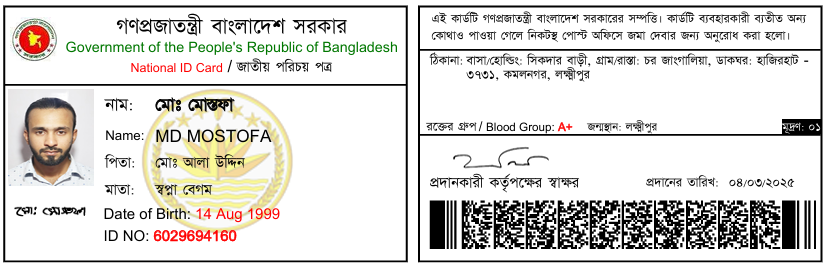 গণপ্রজাতন্ত্রী বাংলাদেশ সরকার
Government of the People's Republic of Bangladesh
National ID Card / জাতীয় পরিচয় পত্র
নাম: মোঃ মোস্তফা
Name: MD MOSTOFA
পিতা: মোঃ আলা উদ্দিন
মাতা: স্বপ্না বেগম
Date of Birth: 14 Aug 1999
ID NO: 6029694160
মো: মোস্তফা
এই কার্ডটি গণপ্রজাতন্ত্রী বাংলাদেশ সরকারের সম্পত্তি। কার্ডটি ব্যবহারকারী ব্যতীত অন্য
কোথাও পাওয়া গেলে নিকটস্থ পোস্ট অফিসে জমা দেবার জন্য অনুরোধ করা হলো।
ঠিকানা: বাসা/হোল্ডিং: সিকদার বাড়ী, গ্রাম/রাস্তা: চর জাংগালিয়া, ডাকঘর: হাজিরহাট -
৩৭৩১, কমলনগর, লক্ষ্মীপুর
রক্তের গ্রুপ / Blood Group: A+ জন্মস্থান: লক্ষ্মীপুর মূদ্রণ: ০১
প্রদানকারী কর্তৃপক্ষের স্বাক্ষর প্রদানের তারিখ: ০৪/০৩/২০২৫